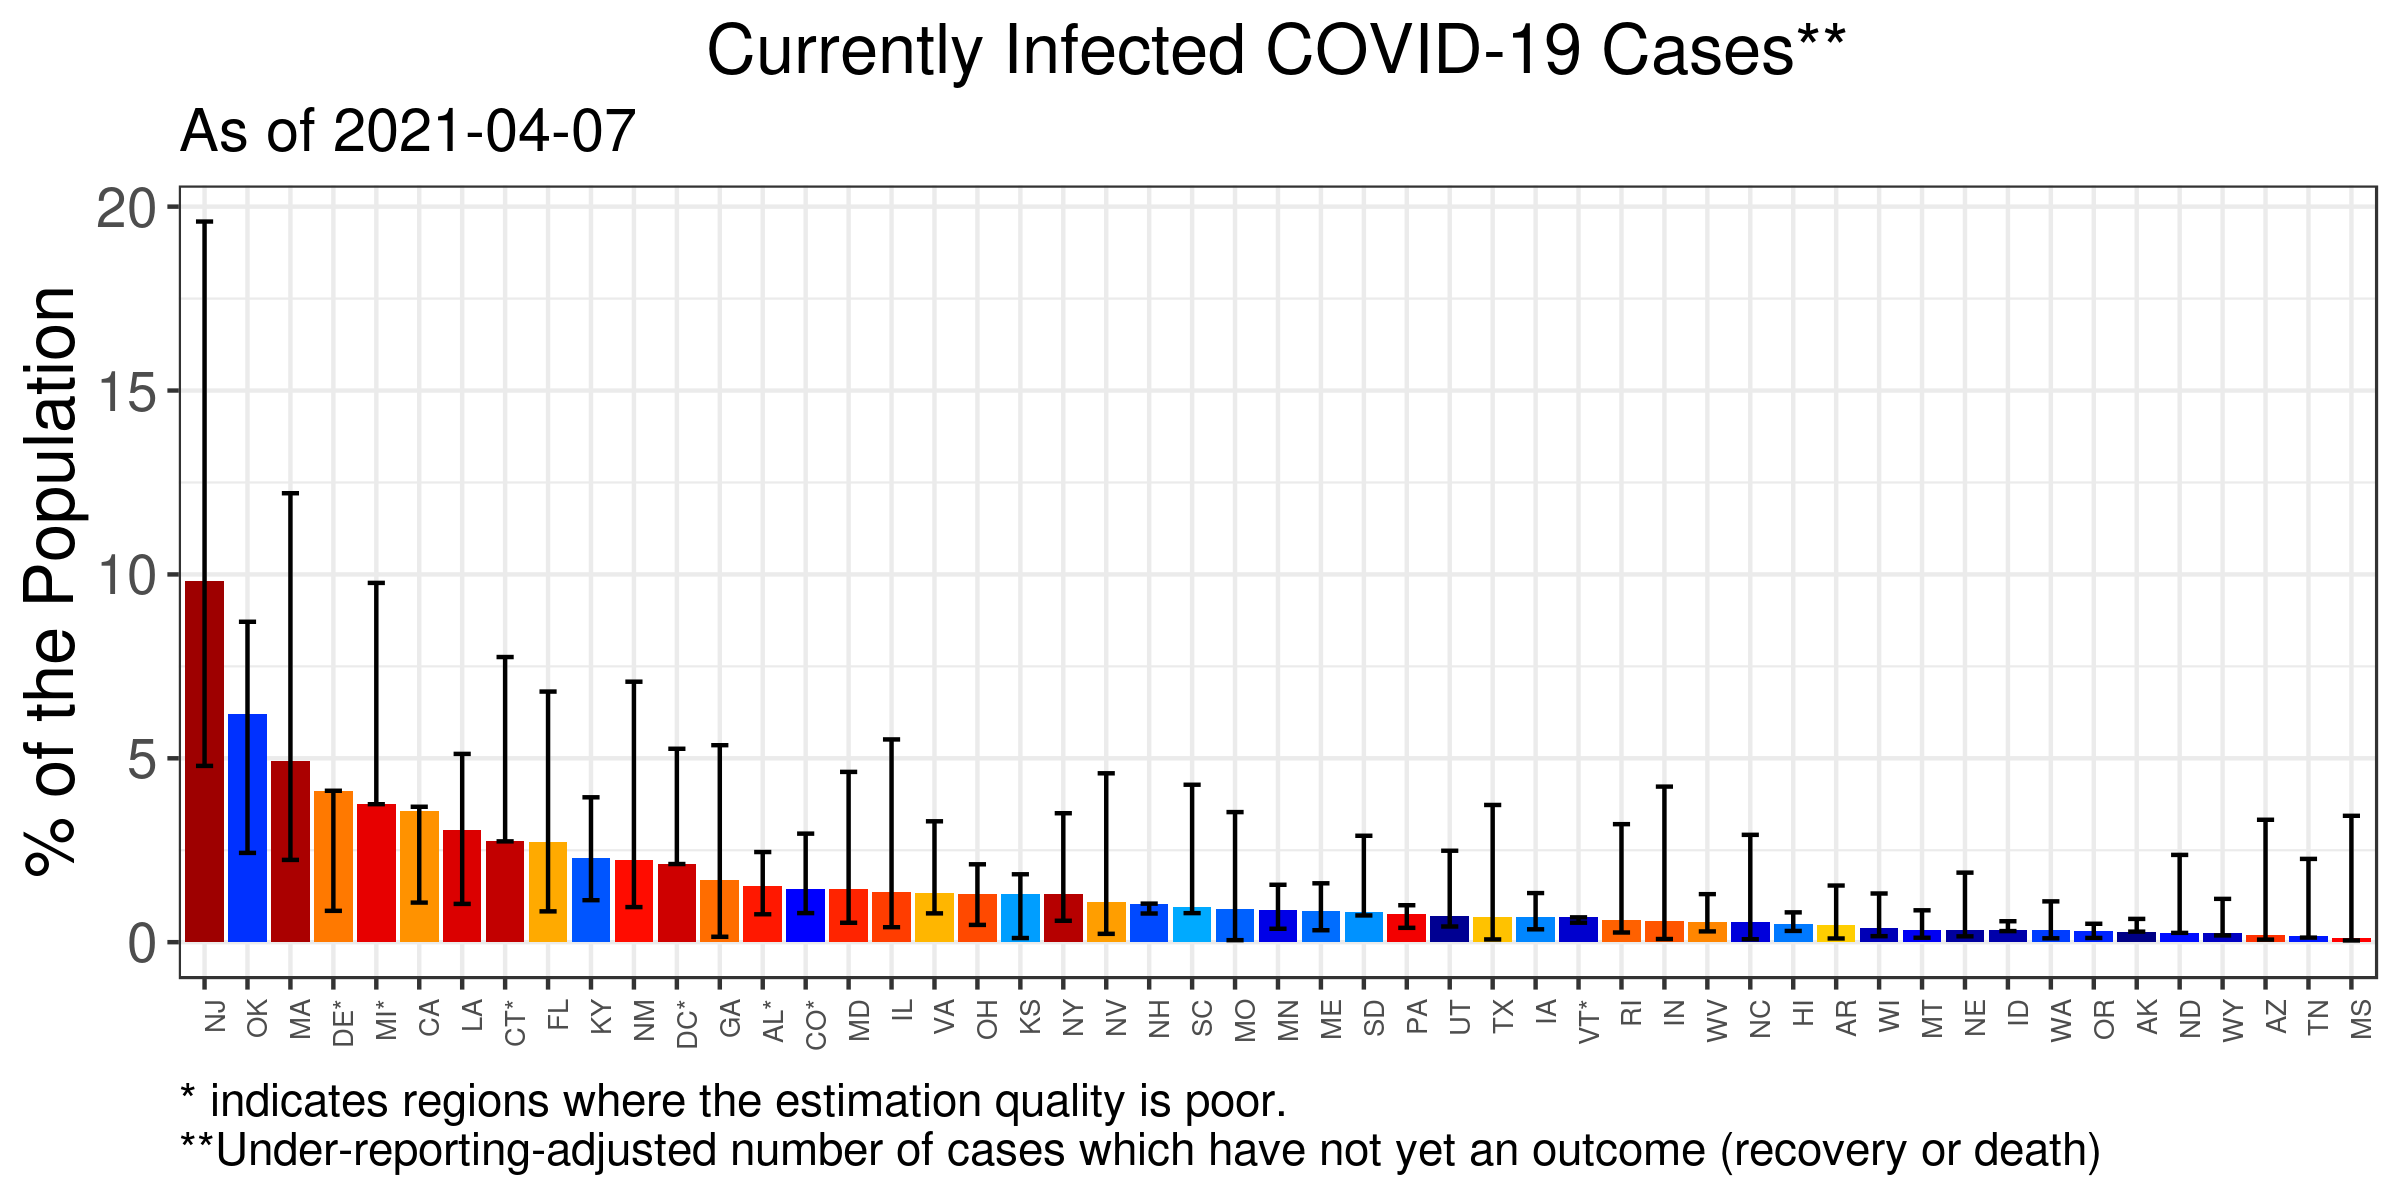 Currently Infected COVID-19 Cases**
As of 2021-04-07
% of the Population
20
15
10
5
0
NJ OK MA DE* MI* CA LA CT* FL KY NM DC* GA AL* CO* MD IL VA OH KS NY NV NH SC MO MN ME SD PA UT TX IA VT* RI IN WV NC HI AR WI MT NE ID WA OR AK ND WY AZ TN MS
* indicates regions where the estimation quality is poor.
**Under-reporting-adjusted number of cases which have not yet an outcome (recovery or death)